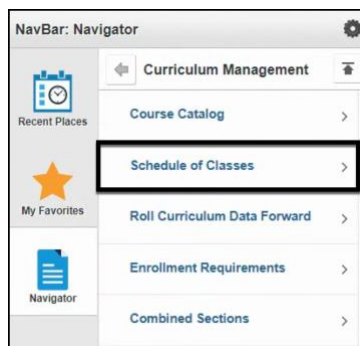 NavBar: Navigator
Curriculum Management
Recent Places
Course Catalog
Schedule of Classes
My Favorites
Roll Curriculum Data Forward
Navigator
Enrollment Requirements
Combined Sections